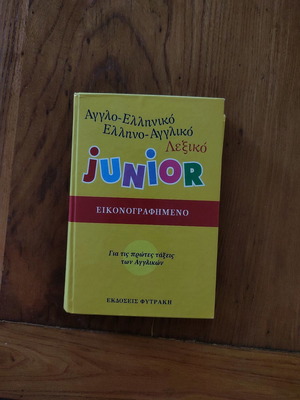 Αγγλο-Ελληνικό
Ελληνο-Αγγλικό
Λεξικό
JUNIOR
ΕΙΚΟΝΟΓΡΑΦΗΜΕΝΟ
Για τις πρώτες τάξεις
των Αγγλικών
ΕΚΔΟΣΕΙΣ ΦΥΤΡΑΚΗ